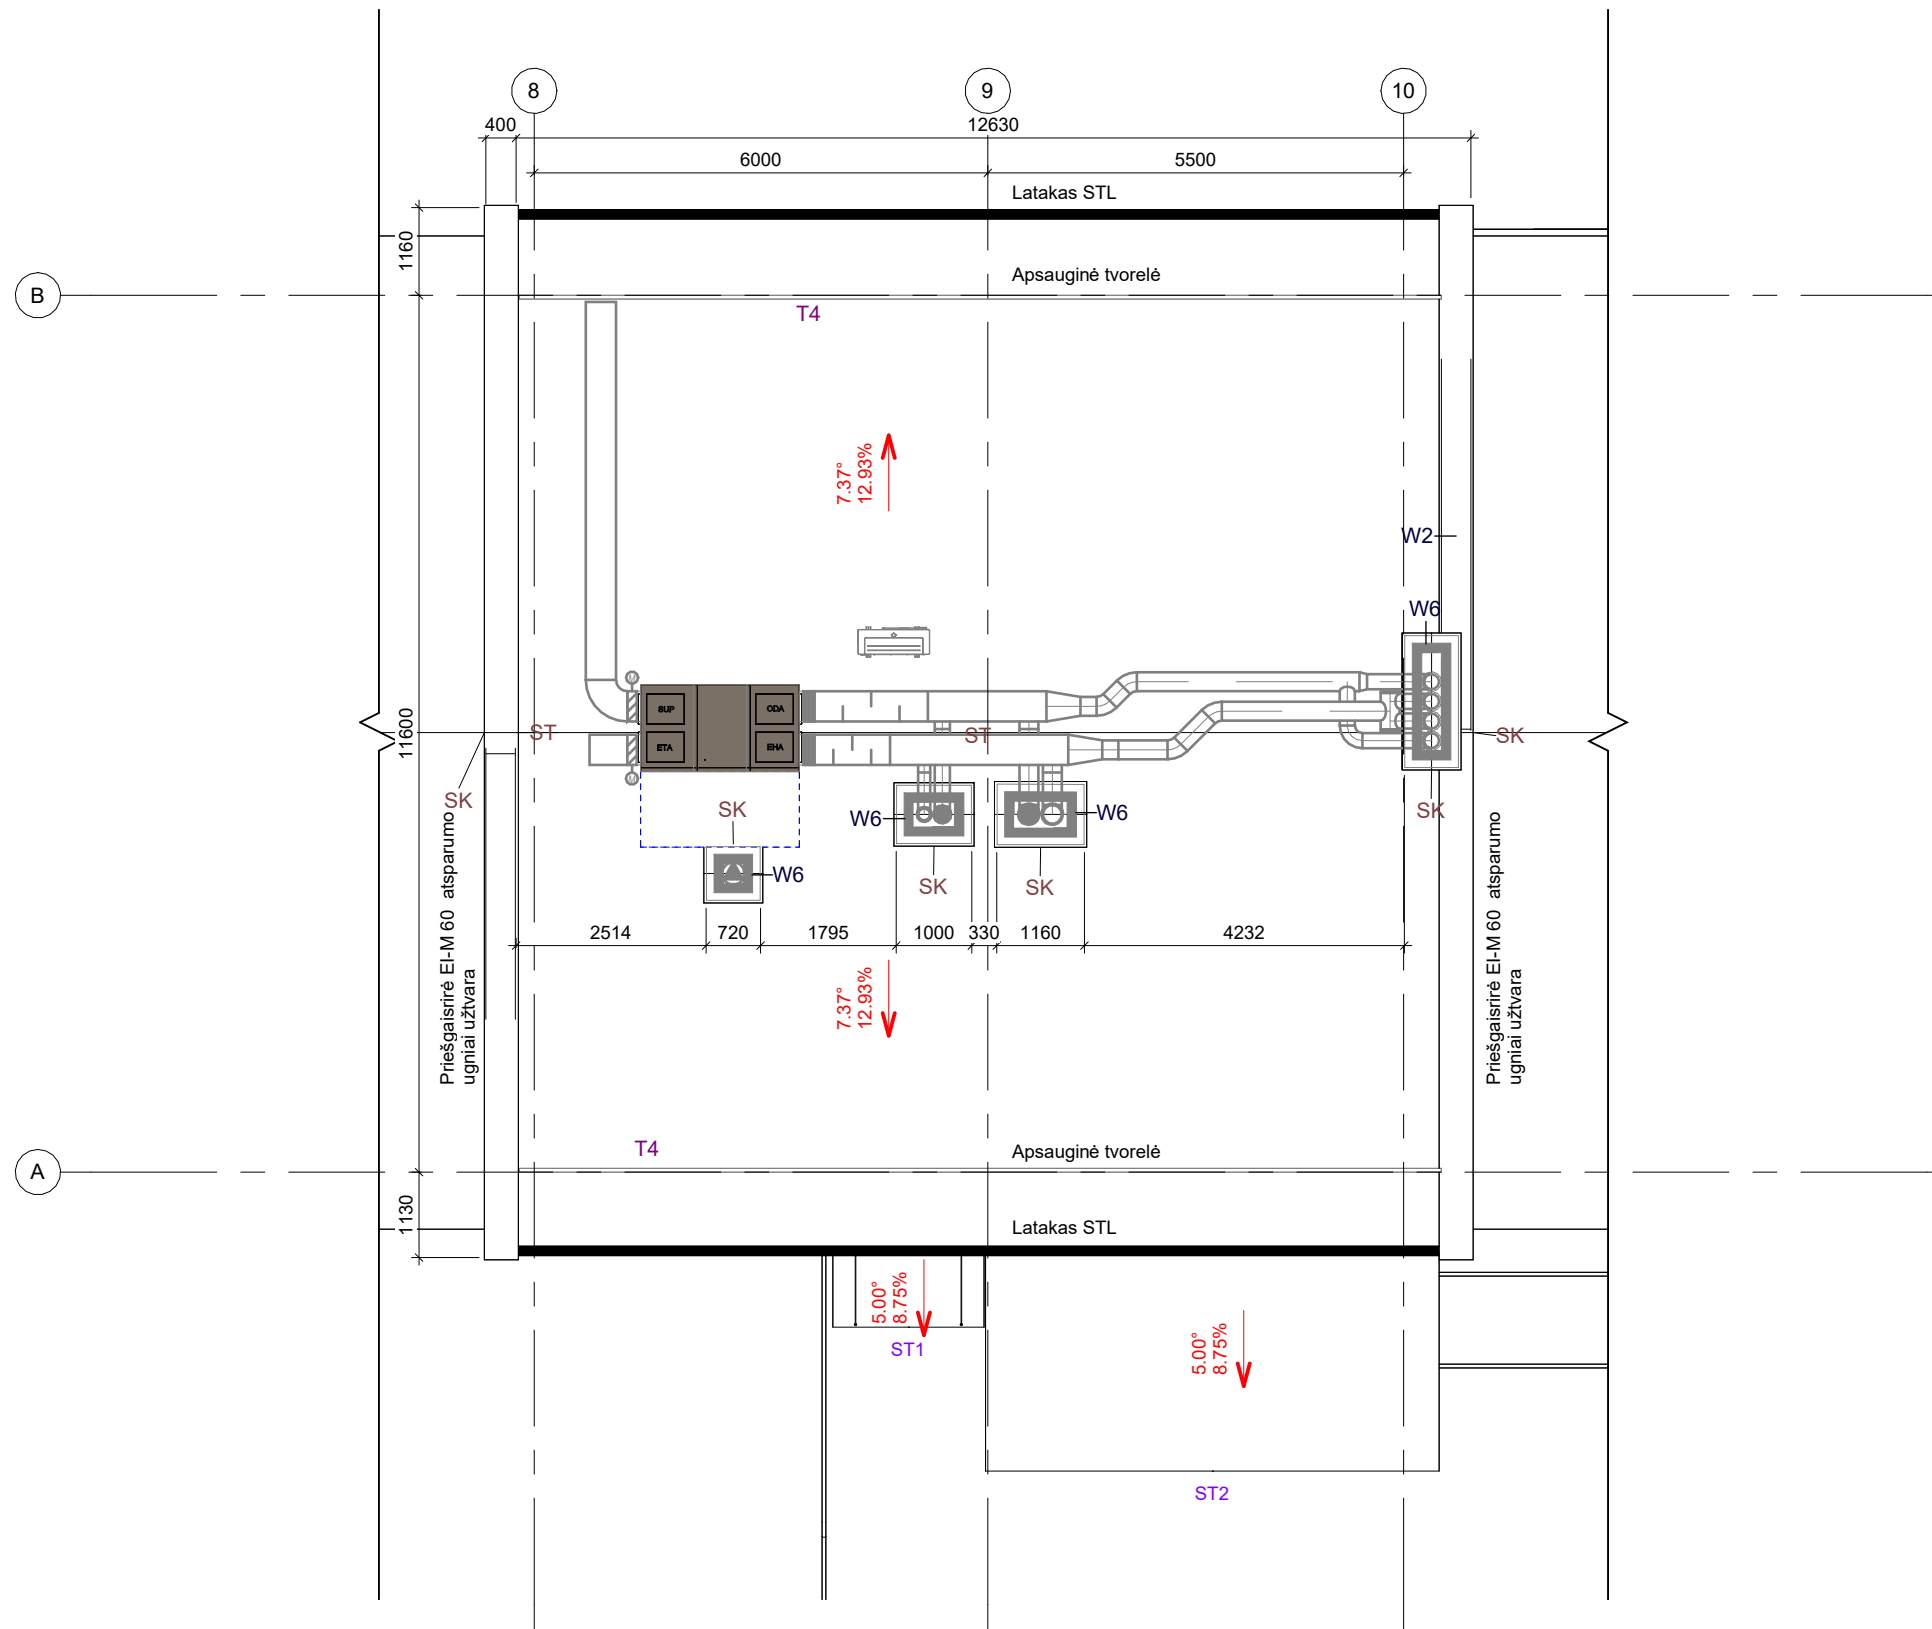 8
9
10
400
12630
6000
5500
Latakas STL
1160
Apsauginė tvorelė
B
T4
7.37°
12.93%
W2
W6
SUP
ODA
11600
ST
ST
SK
ETA
EHA
SK
SK
W6
W6
SK
W6
SK
SK
Priešgaisrirė EI-M 60 atsparumo
ugniai užtvara
Priešgaisrirė EI-M 60 atsparumo
ugniai užtvara
2514
720
1795
1000
330
1160
4232
7.37°
12.93%
T4
Apsauginė tvorelė
A
1130
Latakas STL
5.00°
8.75%
ST1
5.00°
8.75%
ST2